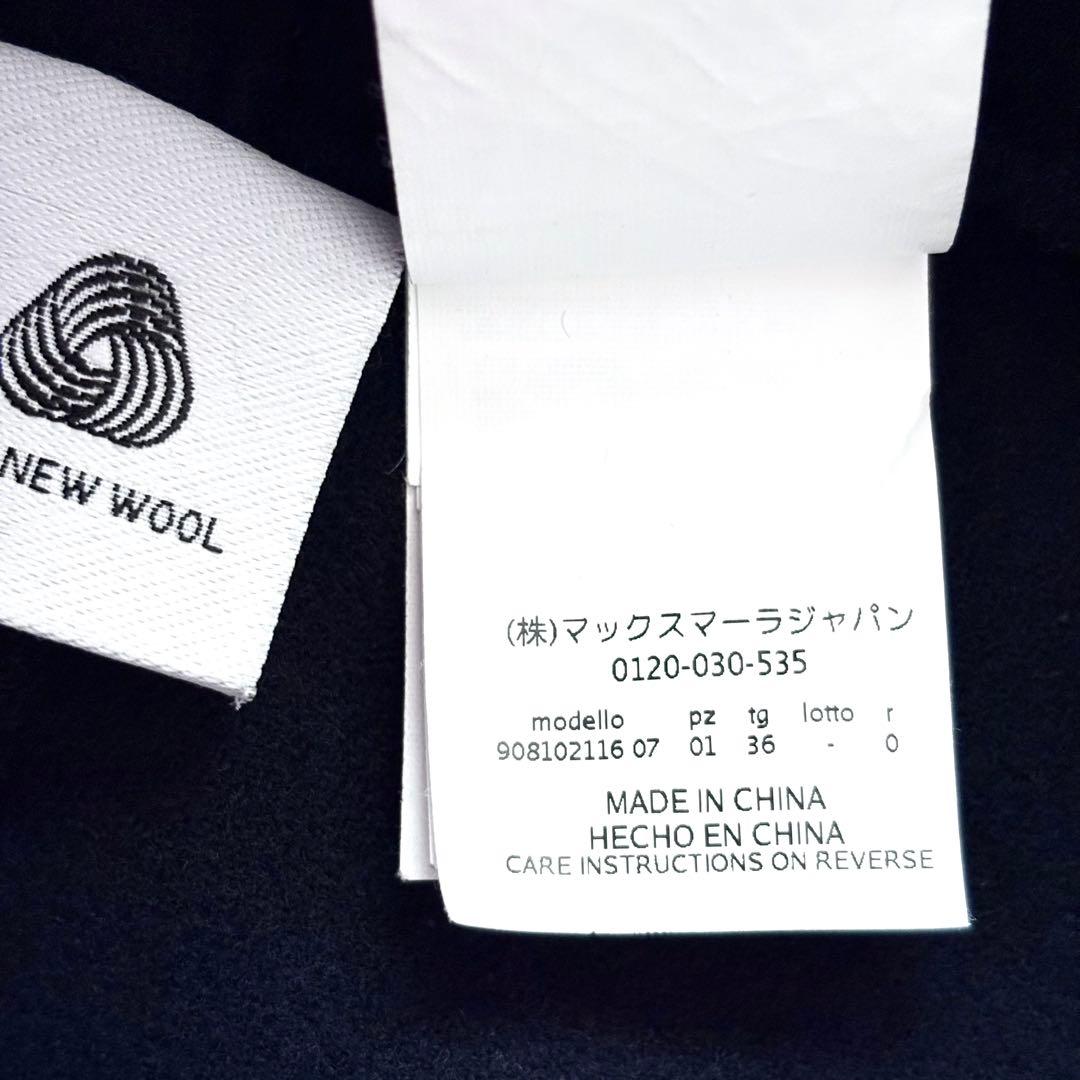 NEW WOOL
(株)マックスマーラジャパン
0120-030-535
modello pz tg lotto r
908102116 07 01 36 - 0
MADE IN CHINA
HECHO EN CHINA
CARE INSTRUCTIONS ON REVERSE